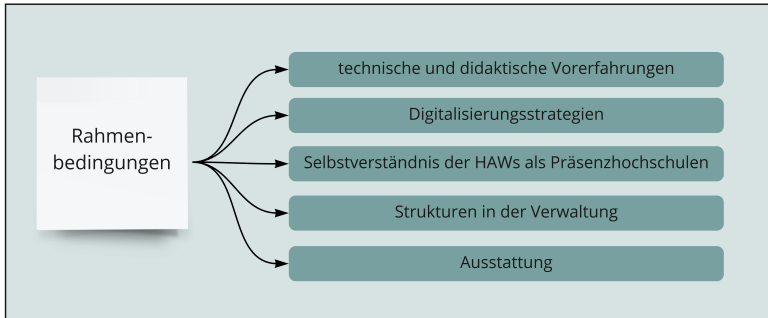 Rahmen-
bedingungen
technische und didaktische Vorerfahrungen
Digitalisierungsstrategien
Selbstverständnis der HAWs als Präsenzhochschulen
Strukturen in der Verwaltung
Ausstattung